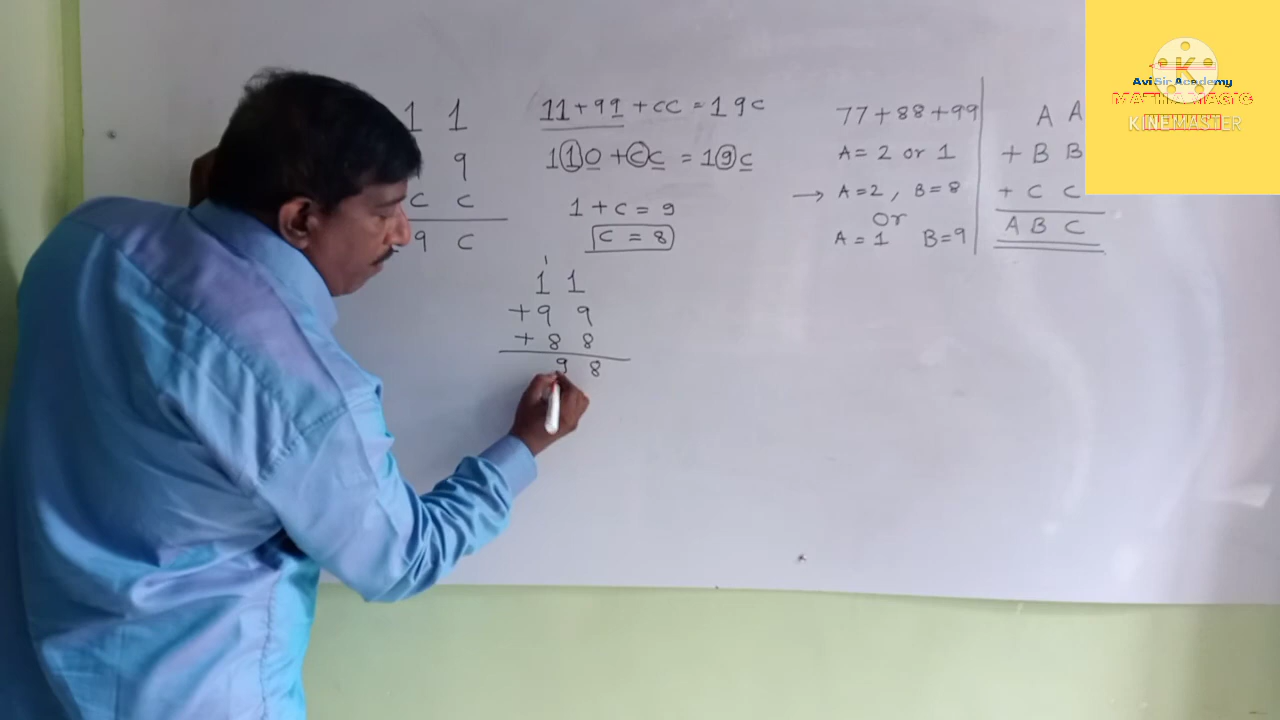 1 1
9
C C
9 C
11 + 99 + CC = 19C
110 + CC = 19C
1 + C = 9
C = 8
1
1 1
+ 9 9
+ 8 8
9 8
77 + 88 + 99
A = 2 or 1
→ A = 2 , B = 8
or
A = 1 B = 9
A A
+ B B
+ C C
A B C
Avi Sir Academy
MATHAMAGIC
KINEMASTER